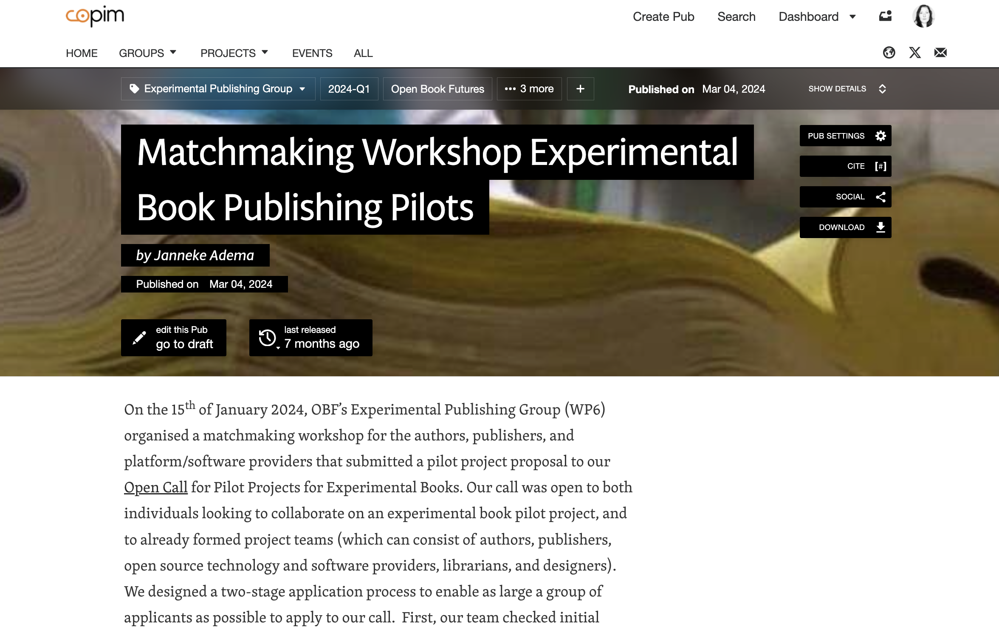 copim
Create Pub Search Dashboard
HOME GROUPS PROJECTS EVENTS ALL
Experimental Publishing Group 2024-Q1 Open Book Futures ••• 3 more + Published on Mar 04, 2024 SHOW DETAILS
Matchmaking Workshop Experimental
Book Publishing Pilots
by Janneke Adema
Published on Mar 04, 2024
PUB SETTINGS
CITE [#]
SOCIAL
DOWNLOAD
edit this Pub
go to draft
last released
7 months ago
On the 15th of January 2024, OBF’s Experimental Publishing Group (WP6)
organised a matchmaking workshop for the authors, publishers, and
platform/software providers that submitted a pilot project proposal to our
Open Call for Pilot Projects for Experimental Books. Our call was open to both
individuals looking to collaborate on an experimental book pilot project, and
to already formed project teams (which can consist of authors, publishers,
open source technology and software providers, librarians, and designers).
We designed a two-stage application process to enable as large a group of
applicants as possible to apply to our call.  First, our team checked initial